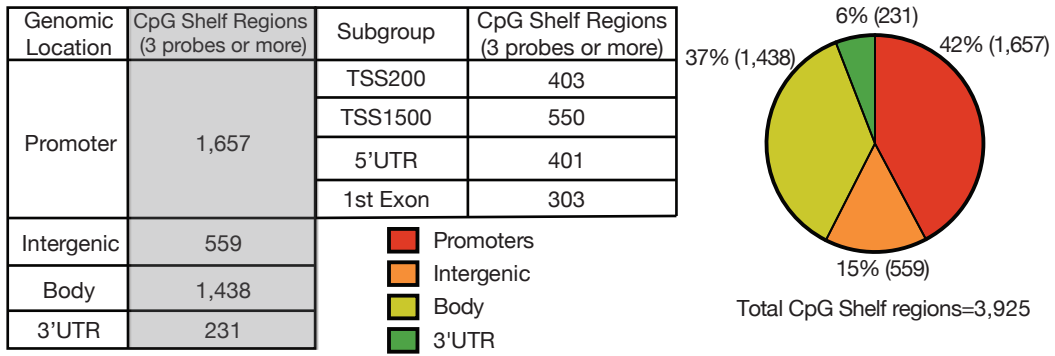 Genomic Location
CpG Shelf Regions (3 probes or more)
Subgroup
CpG Shelf Regions (3 probes or more)
Promoter
1,657
TSS200
403
TSS1500
550
5’UTR
401
1st Exon
303
Intergenic
559
Body
1,438
3’UTR
231
Promoters
Intergenic
Body
3'UTR
6% (231)
37% (1,438)
42% (1,657)
15% (559)
Total CpG Shelf regions=3,925